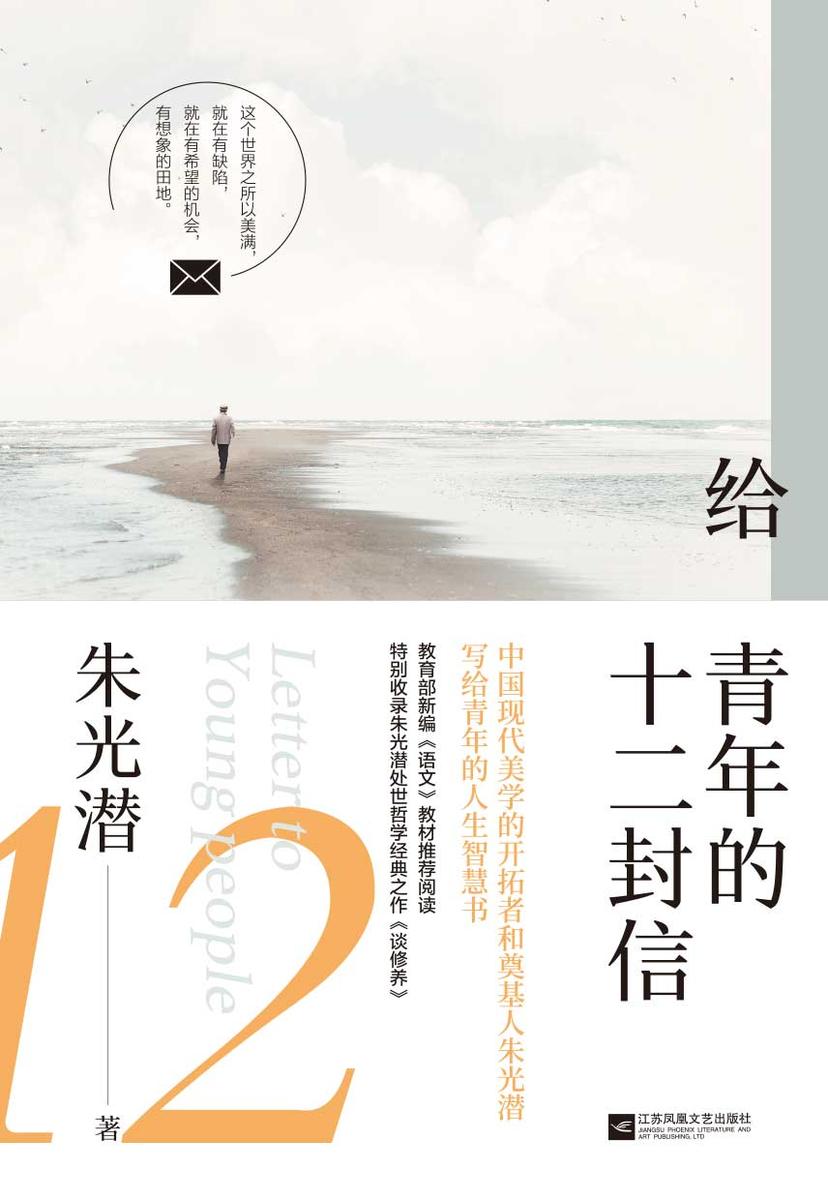 这个世界之所以美满，
就在有缺陷，
就在有希望的机会，
有想象的田地。
给
青年的
十二封信
中国现代美学的开拓者和奠基人朱光潜
写给青年的人生智慧书
教育部新编《语文》教材推荐阅读
特别收录朱光潜处世哲学经典之作《谈修养》
Letter to
Young people
12
朱光潜
著
江苏凤凰文艺出版社
JIANGSU PHOENIX LITERATURE AND
ART PUBLISHING, LTD